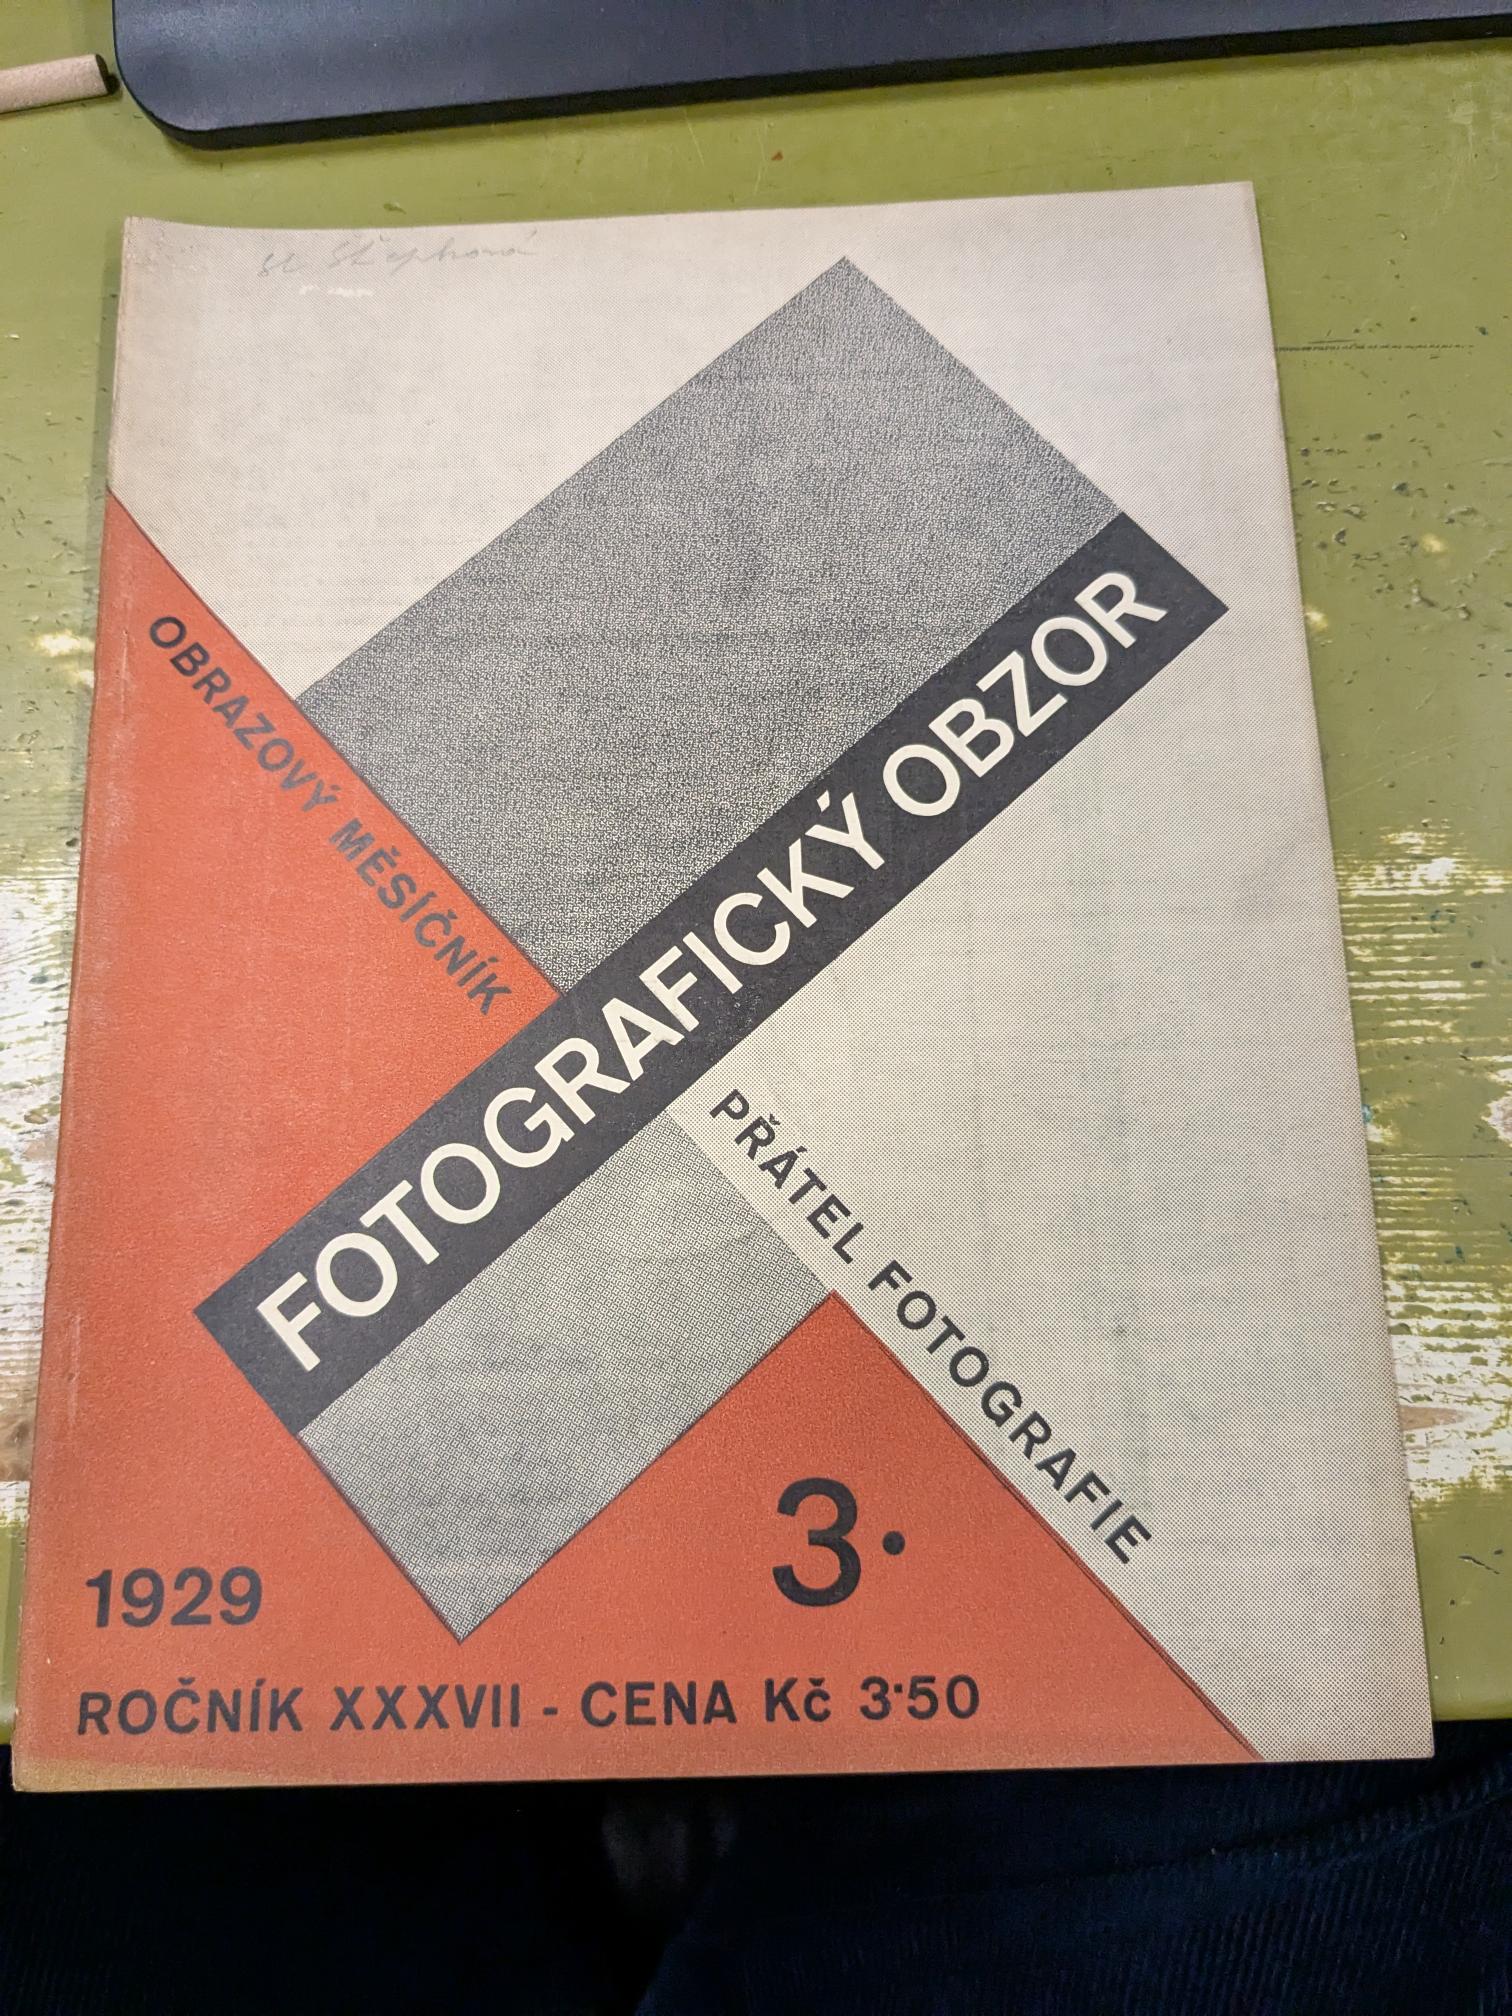 OBRAZOVÝ MĚSÍČNÍK
FOTOGRAFICKÝ OBZOR
PŘÁTEL FOTOGRAFIE
3.
1929
ROČNÍK XXXVII - CENA Kč 3·50